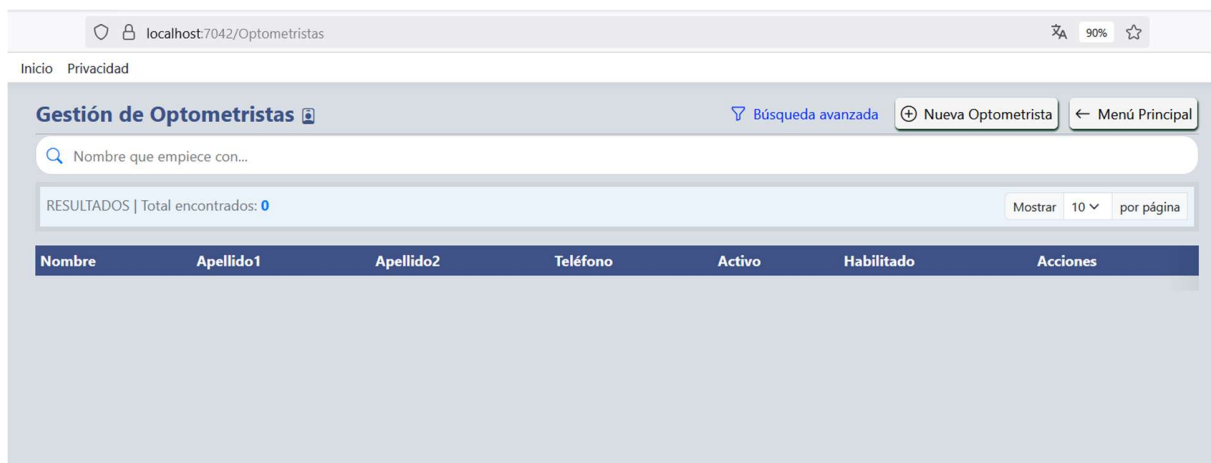 localhost:7042/Optometristas 90%
Inicio Privacidad
Gestión de Optometristas Búsqueda avanzada Nueva Optometrista Menú Principal
Nombre que empiece con...
RESULTADOS | Total encontrados: 0 Mostrar 10 por página
Nombre Apellido1 Apellido2 Teléfono Activo Habilitado Acciones